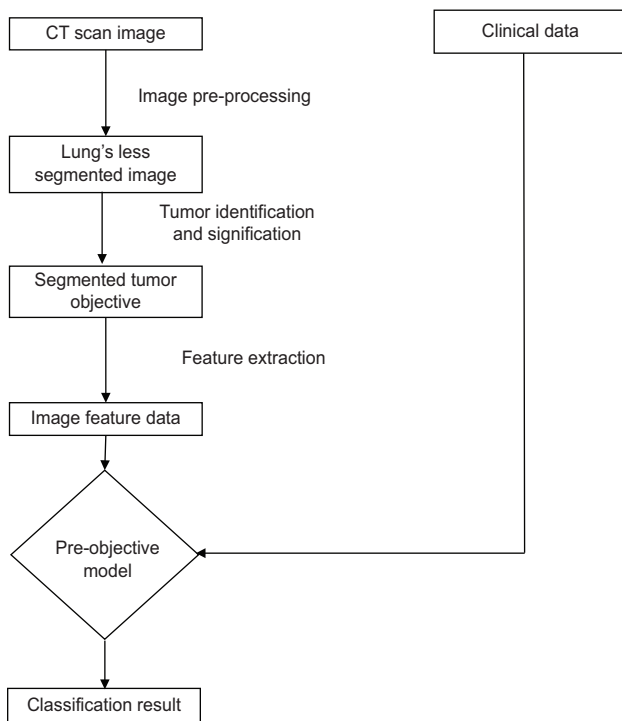 CT scan image
Clinical data
Image pre-processing
Lung's less
segmented image
Tumor identification
and signification
Segmented tumor
objective
Feature extraction
Image feature data
Pre-objective
model
Classification result